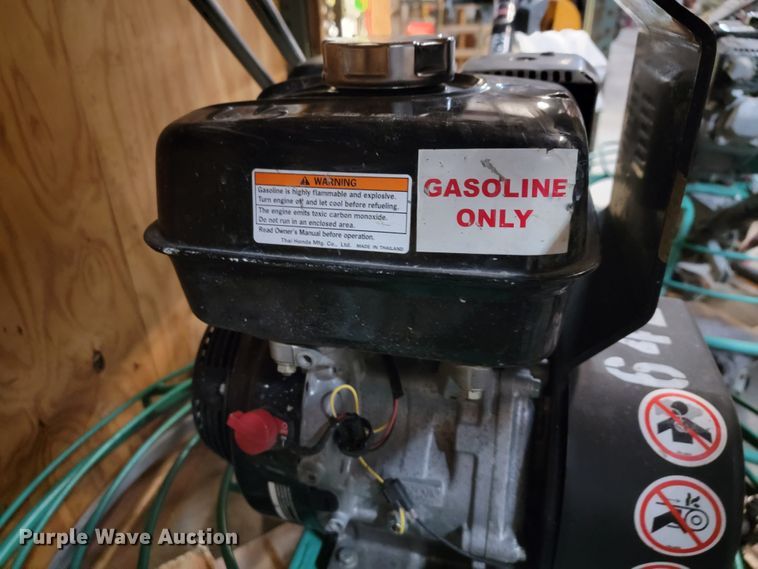 WARNING
Gasoline is highly flammable and explosive.
Turn engine off and let cool before refueling.
The engine emits toxic carbon monoxide.
Do not run in an enclosed area.
Read Owner's Manual before operation.
Thai Honda Mfg. Co., Ltd. MADE IN THAILAND
GASOLINE
ONLY
Purple Wave Auction